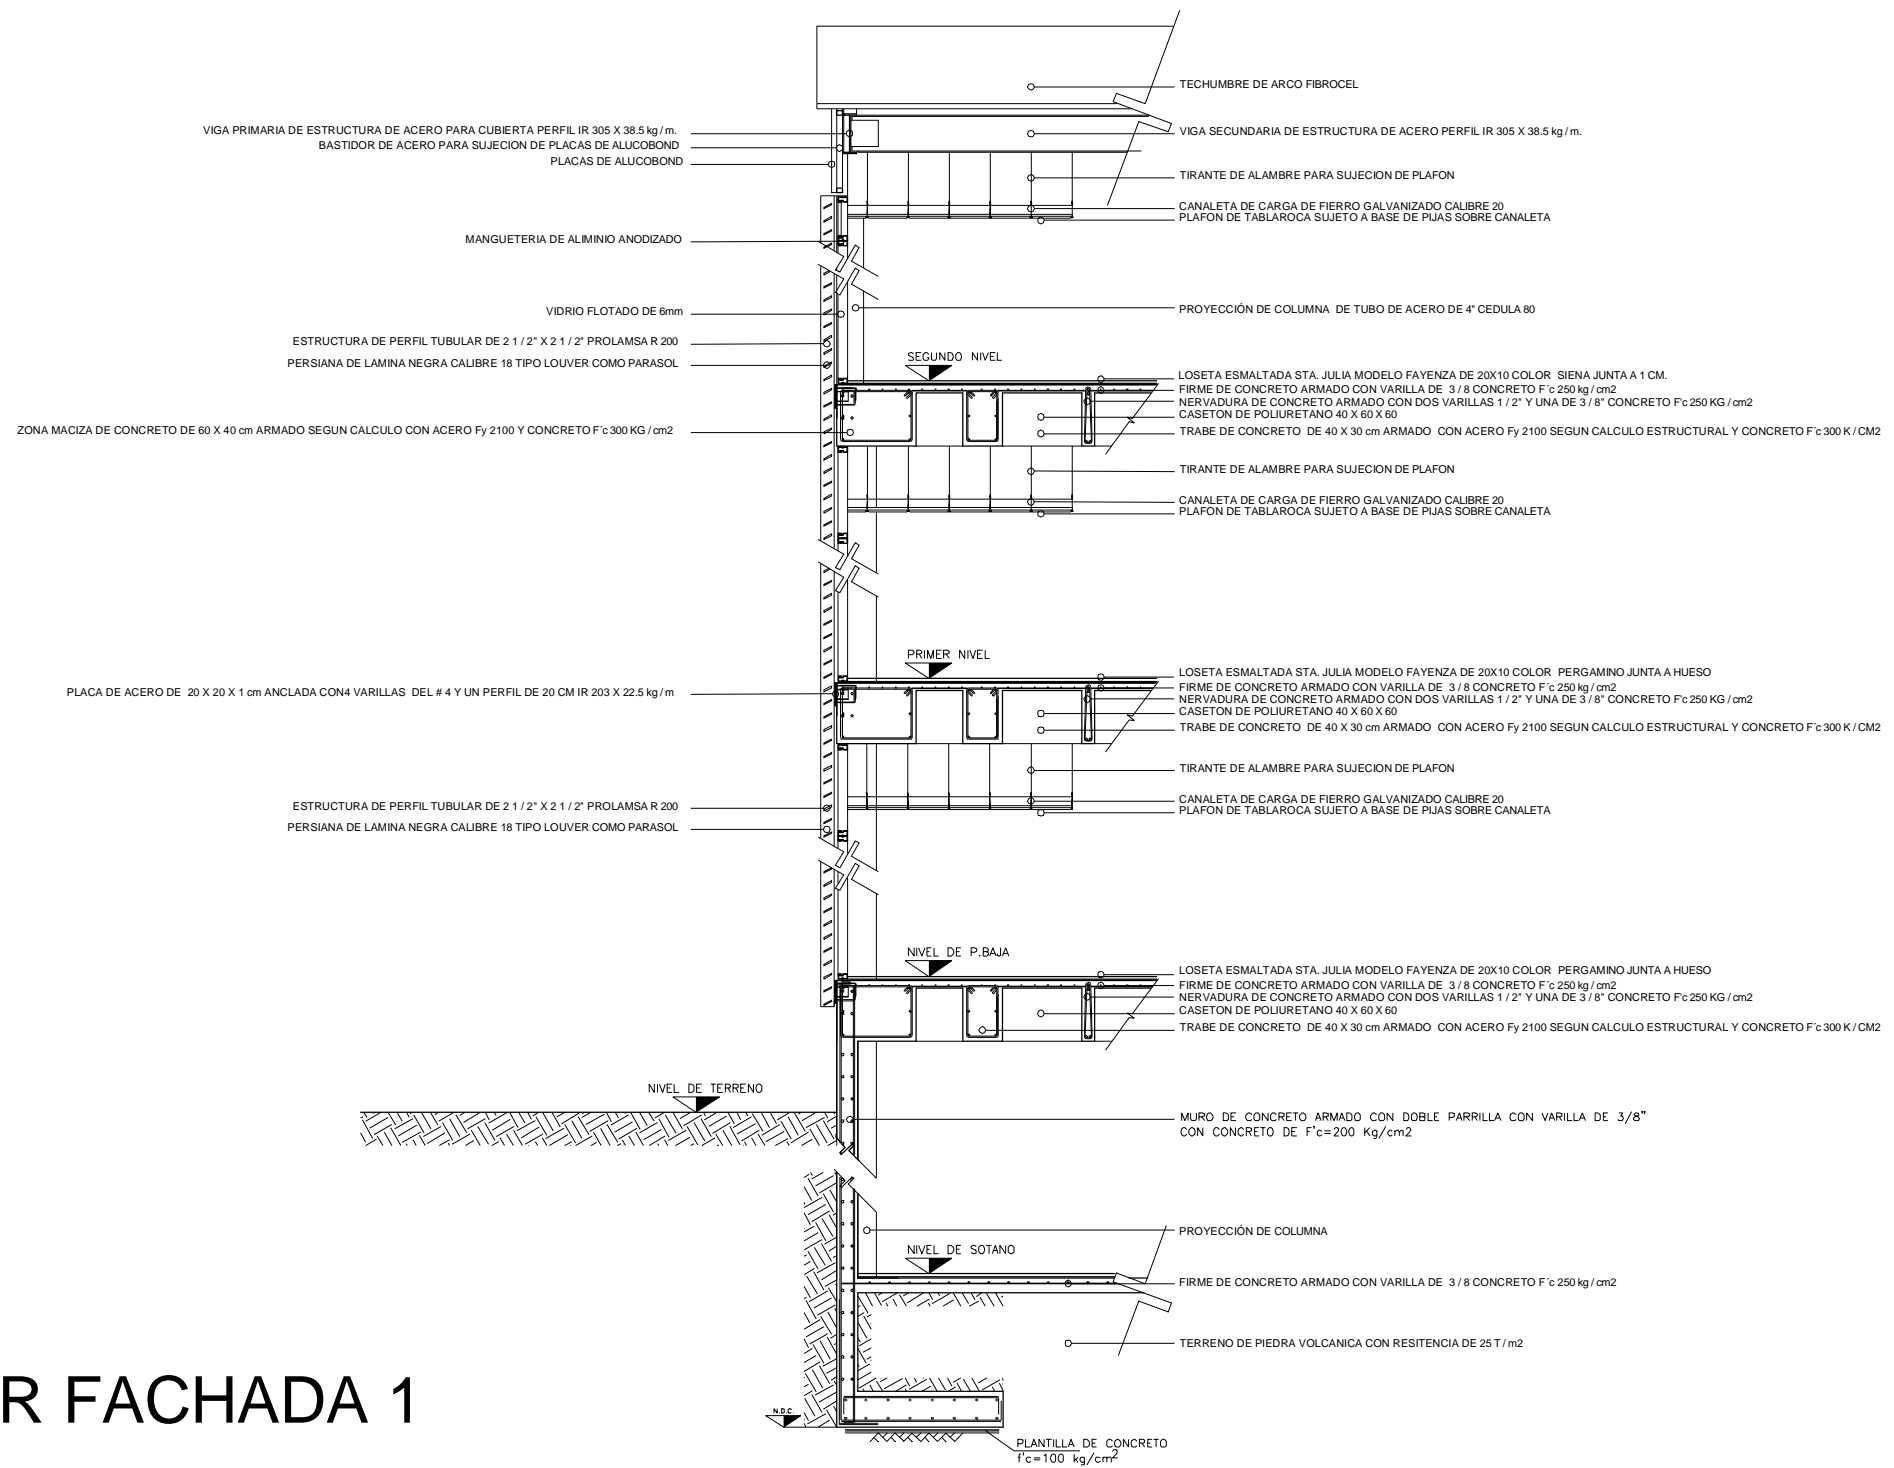 TECHUMBRE DE ARCO FIBROCEL
VIGA PRIMARIA DE ESTRUCTURA DE ACERO PARA CUBIERTA PERFIL IR 305 X 38.5 kg/m.
VIGA SECUNDARIA DE ESTRUCTURA DE ACERO PERFIL IR 305 X 38.5 kg/m.
BASTIDOR DE ACERO PARA SUJECION DE PLACAS DE ALUCOBOND
PLACAS DE ALUCOBOND
TIRANTE DE ALAMBRE PARA SUJECION DE PLAFON
CANALETA DE CARGA DE FIERRO GALVANIZADO CALIBRE 20
PLAFON DE TABLAROCA SUJETO A BASE DE PIJAS SOBRE CANALETA
MANGUETERIA DE ALIMINIO ANODIZADO
VIDRIO FLOTADO DE 6mm
PROYECCIÓN DE COLUMNA DE TUBO DE ACERO DE 4" CEDULA 80
ESTRUCTURA DE PERFIL TUBULAR DE 2 1/2" X 2 1/2" PROLAMSA R 200
PERSIANA DE LAMINA NEGRA CALIBRE 18 TIPO LOUVER COMO PARASOL
SEGUNDO NIVEL
LOSETA ESMALTADA STA. JULIA MODELO FAYENZA DE 20X10 COLOR SIENA JUNTA A 1 CM.
FIRME DE CONCRETO ARMADO CON VARILLA DE 3/8 CONCRETO F´c 250 kg/cm2
NERVADURA DE CONCRETO ARMADO CON DOS VARILLAS 1/2" Y UNA DE 3/8" CONCRETO F'c 250 KG/cm2
CASETON DE POLIURETANO 40 X 60 X 60
ZONA MACIZA DE CONCRETO DE 60 X 40 cm ARMADO SEGUN CALCULO CON ACERO Fy 2100 Y CONCRETO F´c 300 KG/cm2
TRABE DE CONCRETO DE 40 X 30 cm ARMADO CON ACERO Fy 2100 SEGUN CALCULO ESTRUCTURAL Y CONCRETO F´c 300 K/CM2
TIRANTE DE ALAMBRE PARA SUJECION DE PLAFON
CANALETA DE CARGA DE FIERRO GALVANIZADO CALIBRE 20
PLAFON DE TABLAROCA SUJETO A BASE DE PIJAS SOBRE CANALETA
PRIMER NIVEL
LOSETA ESMALTADA STA. JULIA MODELO FAYENZA DE 20X10 COLOR PERGAMINO JUNTA A HUESO
FIRME DE CONCRETO ARMADO CON VARILLA DE 3/8 CONCRETO F´c 250 kg/cm2
PLACA DE ACERO DE 20 X 20 X 1 cm ANCLADA CON4 VARILLAS DEL # 4 Y UN PERFIL DE 20 CM IR 203 X 22.5 kg/m
NERVADURA DE CONCRETO ARMADO CON DOS VARILLAS 1/2" Y UNA DE 3/8" CONCRETO F'c 250 KG/cm2
CASETON DE POLIURETANO 40 X 60 X 60
TRABE DE CONCRETO DE 40 X 30 cm ARMADO CON ACERO Fy 2100 SEGUN CALCULO ESTRUCTURAL Y CONCRETO F´c 300 K/CM2
TIRANTE DE ALAMBRE PARA SUJECION DE PLAFON
CANALETA DE CARGA DE FIERRO GALVANIZADO CALIBRE 20
PLAFON DE TABLAROCA SUJETO A BASE DE PIJAS SOBRE CANALETA
ESTRUCTURA DE PERFIL TUBULAR DE 2 1/2" X 2 1/2" PROLAMSA R 200
PERSIANA DE LAMINA NEGRA CALIBRE 18 TIPO LOUVER COMO PARASOL
NIVEL DE P.BAJA
LOSETA ESMALTADA STA. JULIA MODELO FAYENZA DE 20X10 COLOR PERGAMINO JUNTA A HUESO
FIRME DE CONCRETO ARMADO CON VARILLA DE 3/8 CONCRETO F´c 250 kg/cm2
NERVADURA DE CONCRETO ARMADO CON DOS VARILLAS 1/2" Y UNA DE 3/8" CONCRETO F'c 250 KG/cm2
CASETON DE POLIURETANO 40 X 60 X 60
TRABE DE CONCRETO DE 40 X 30 cm ARMADO CON ACERO Fy 2100 SEGUN CALCULO ESTRUCTURAL Y CONCRETO F´c 300 K/CM2
NIVEL DE TERRENO
MURO DE CONCRETO ARMADO CON DOBLE PARRILLA CON VARILLA DE 3/8"
CON CONCRETO DE F'c=200 Kg/cm2
PROYECCIÓN DE COLUMNA
NIVEL DE SOTANO
FIRME DE CONCRETO ARMADO CON VARILLA DE 3/8 CONCRETO F´c 250 kg/cm2
TERRENO DE PIEDRA VOLCANICA CON RESITENCIA DE 25 T/m2
R FACHADA 1
N.D.C.
PLANTILLA DE CONCRETO
f'c=100 kg/cm2